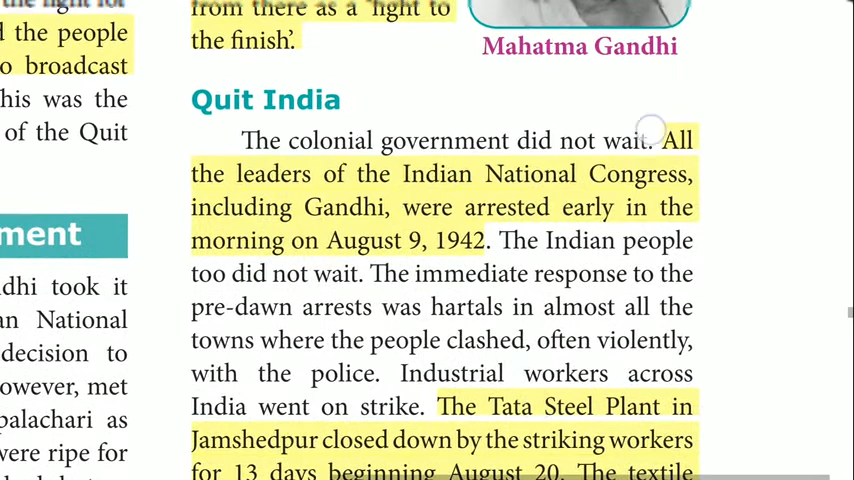 the fight for
d the people
o broadcast
his was the
of the Quit
ment
dhi took it
an National
decision to
owever, met
palachari as
were ripe for
from there as a 'fight to
the finish'.
Mahatma Gandhi
Quit India
The colonial government did not wait. All
the leaders of the Indian National Congress,
including Gandhi, were arrested early in the
morning on August 9, 1942. The Indian people
too did not wait. The immediate response to the
pre-dawn arrests was hartals in almost all the
towns where the people clashed, often violently,
with the police. Industrial workers across
India went on strike. The Tata Steel Plant in
Jamshedpur closed down by the striking workers
for 13 days beginning August 20. The textile